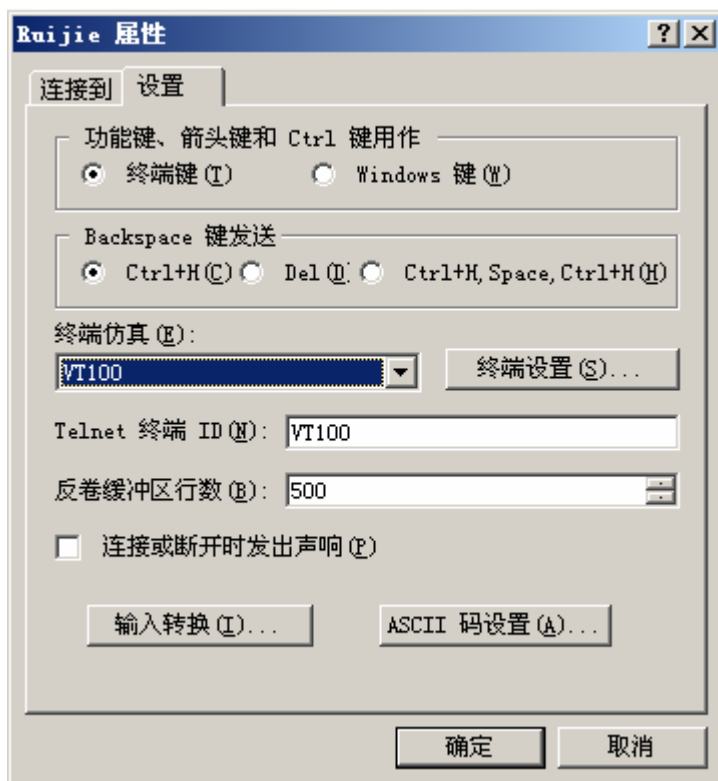 Ruijie 属性
连接到 设置
功能键、箭头键和 Ctrl 键用作
终端键(T) Windows 键(W)
Backspace 键发送
Ctrl+H(C) Del(D) Ctrl+H,Space,Ctrl+H(H)
终端仿真(E):
VT100 终端设置(S)...
Telnet 终端 ID(N): VT100
反卷缓冲区行数(B): 500
连接或断开时发出声响(P)
输入转换(I)... ASCII 码设置(A)...
确定 取消